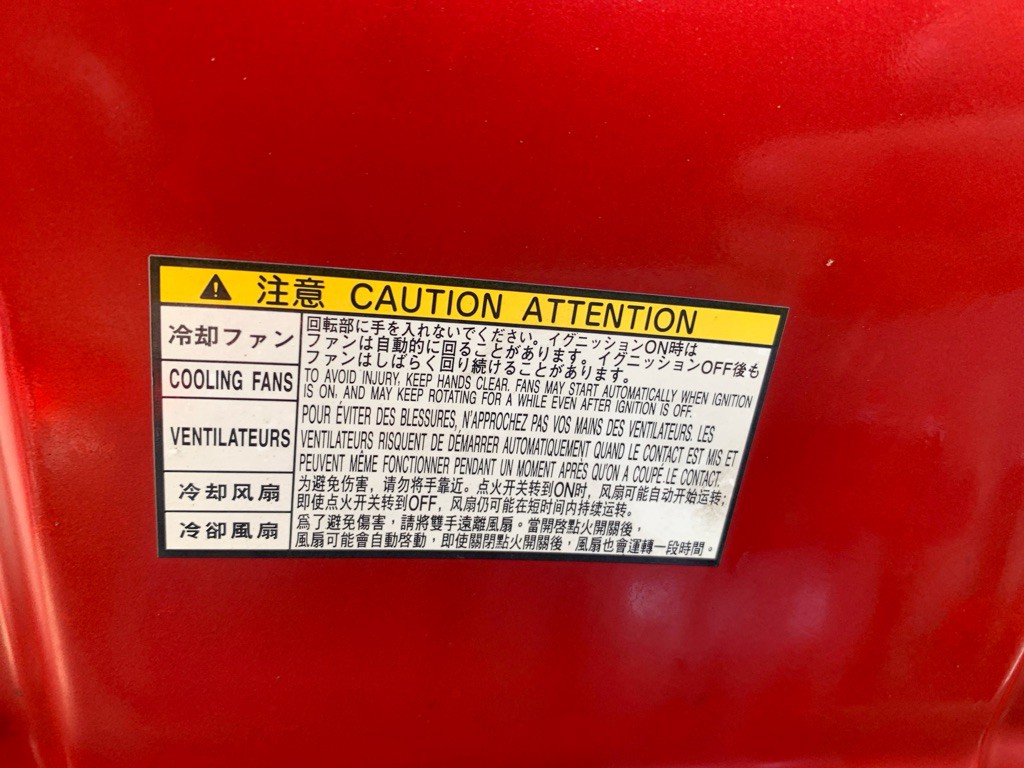 注意 CAUTION ATTENTION
冷却ファン
回転部に手を入れないでください。イグニッションON時は
ファンは自動的に回ることがあります。イグニッションOFF後も
ファンはしばらく回り続けることがあります。
COOLING FANS
TO AVOID INJURY, KEEP HANDS CLEAR. FANS MAY START AUTOMATICALLY WHEN IGNITION
IS ON, AND MAY KEEP ROTATING FOR A WHILE EVEN AFTER IGNITION IS OFF.
VENTILATEURS
POUR ÉVITER DES BLESSURES, N'APPROCHEZ PAS VOS MAINS DES VENTILATEURS. LES
VENTILATEURS RISQUENT DE DÉMARRER AUTOMATIQUEMENT QUAND LE CONTACT EST MIS ET
PEUVENT MÊME FONCTIONNER PENDANT UN MOMENT APRÈS QU'ON A COUPÉ LE CONTACT.
冷却风扇
为避免伤害，请勿将手靠近。点火开关转到ON时，风扇可能自动开始运转；
即使点火开关转到OFF，风扇仍可能在短时间内持续运转。
冷卻風扇
為了避免傷害，請將雙手遠離風扇。當開啓點火開關後，
風扇可能會自動啓動，即使關閉點火開關後，風扇也會運轉一段時間。